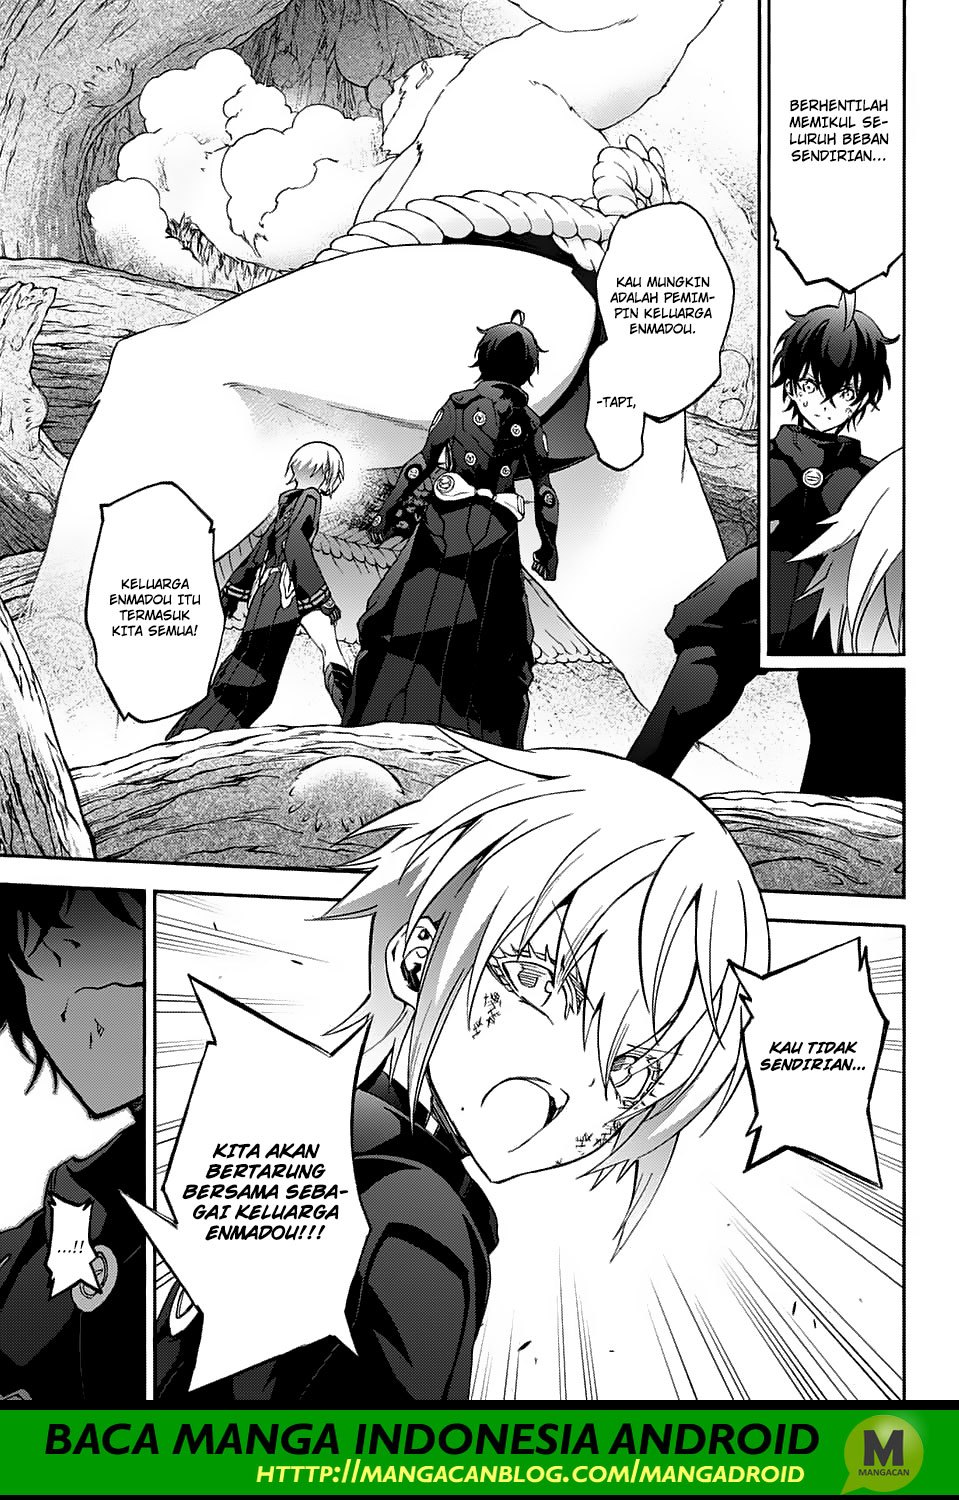 BERHENTILAH
MEMIKUL SE-
LURUH BEBAN
SENDIRIAN...
KAU MUNGKIN
ADALAH PEMIM-
PIN KELUARGA
ENMADOU.
-TAPI,
KELUARGA
ENMADOU ITU
TERMASUK
KITA SEMUA!
KAU TIDAK
SENDIRIAN...
KITA AKAN
BERTARUNG
BERSAMA SEBA-
GAI KELUARGA
ENMADOU!!!
...!!
BACA MANGA INDONESIA ANDROID
HTTTP://MANGACANBLOG.COM/MANGADROID
M
MANGACAN